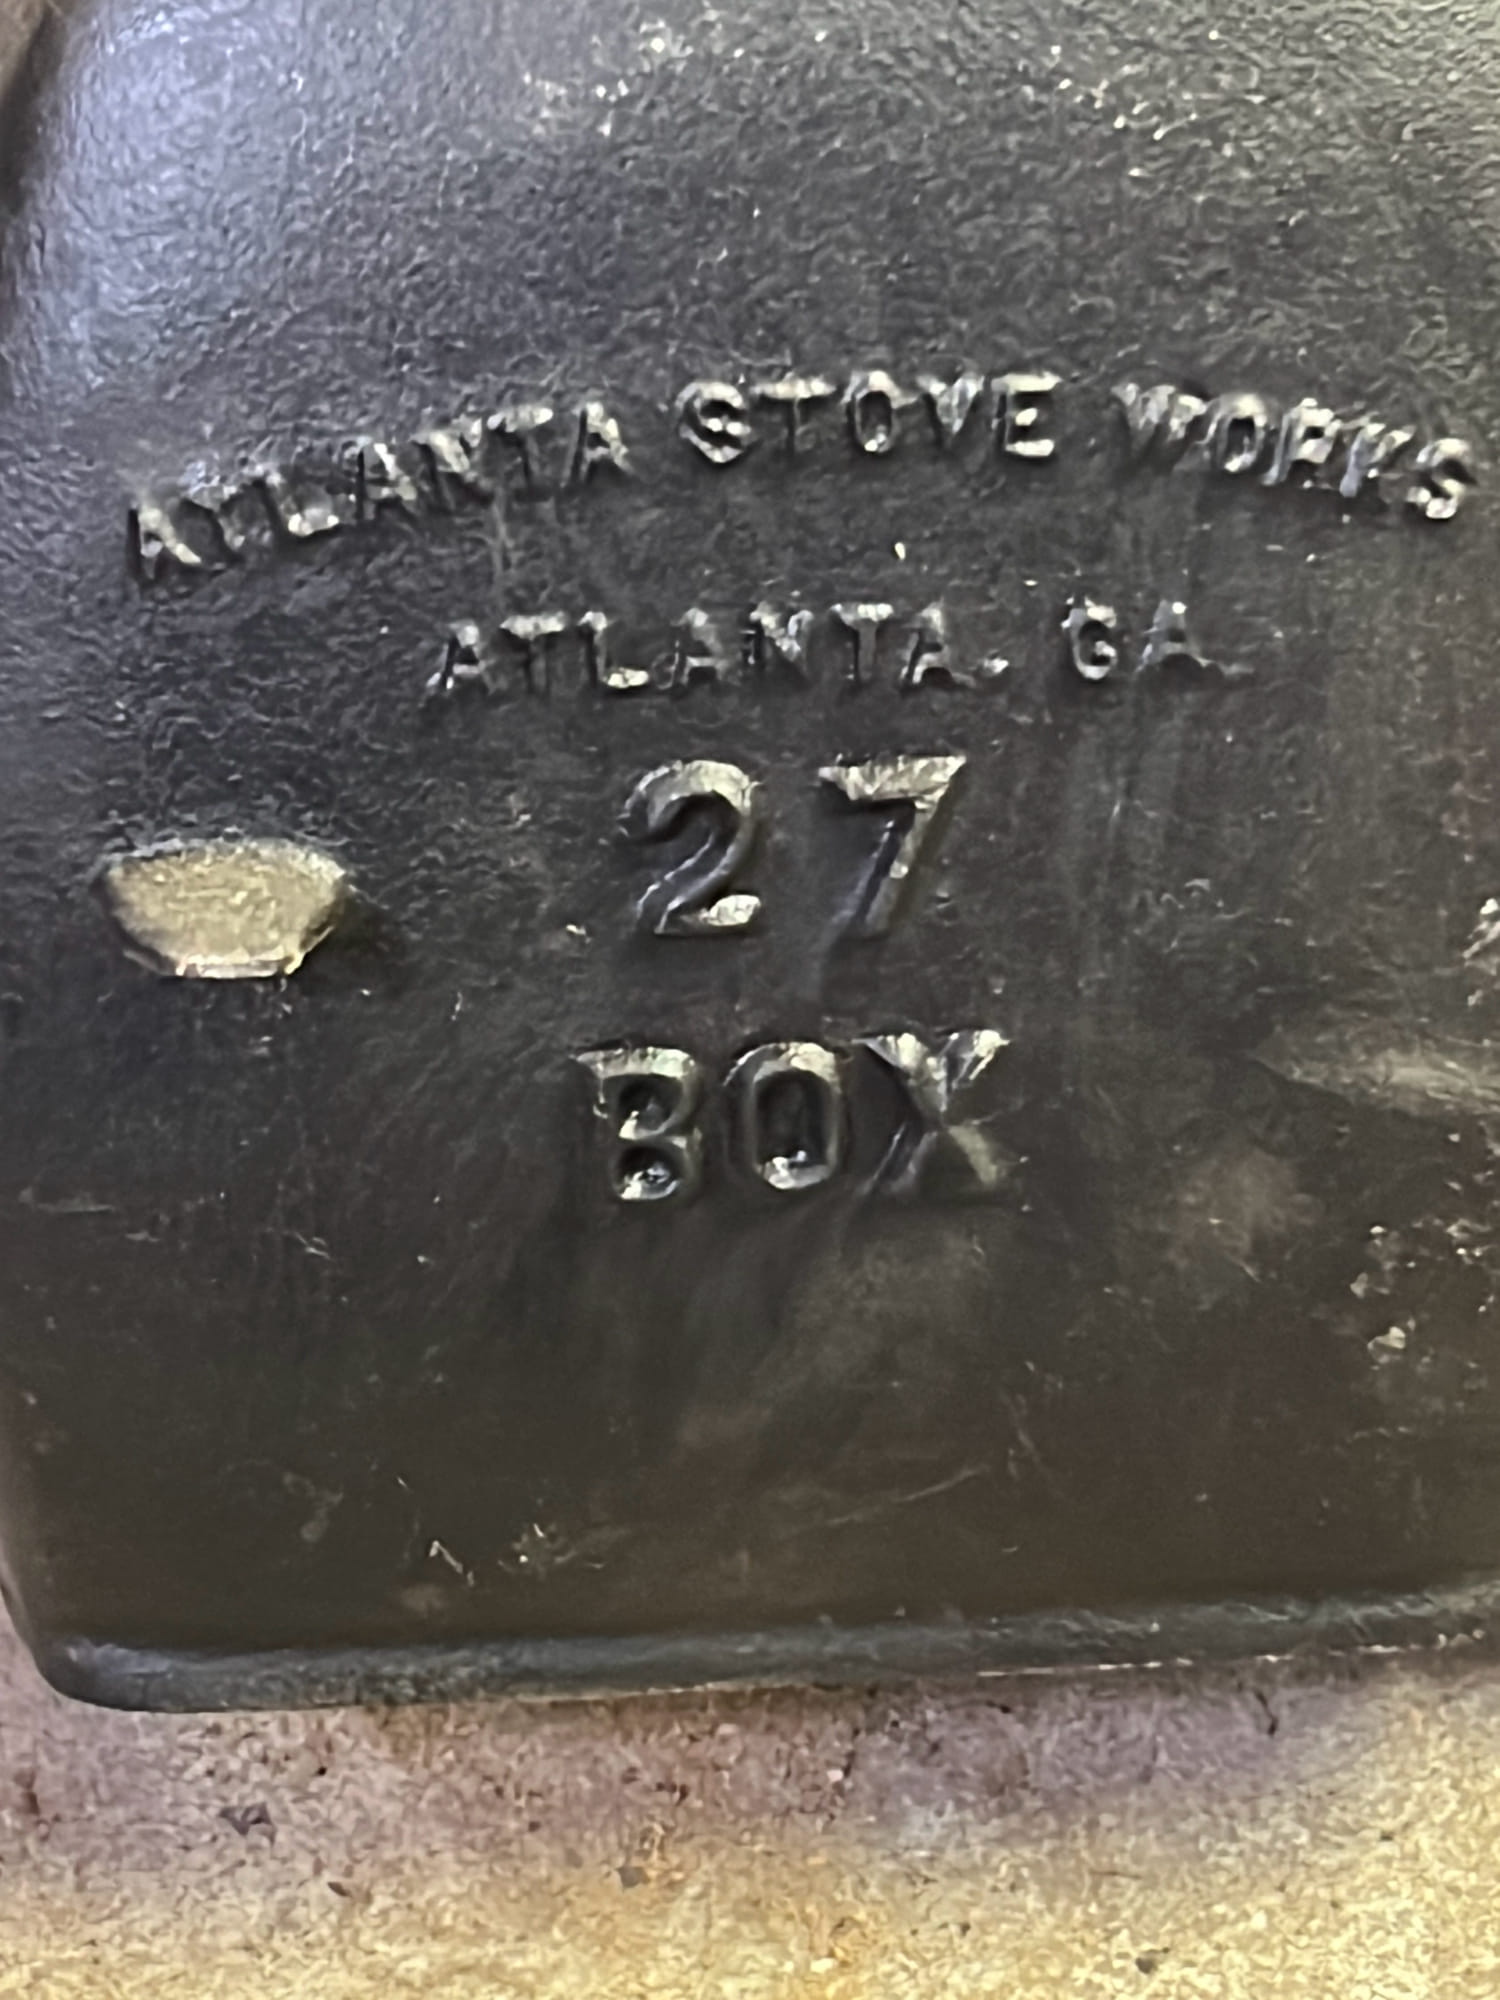 ATLANTA STOVE WORKS
ATLANTA. GA
27
BOX